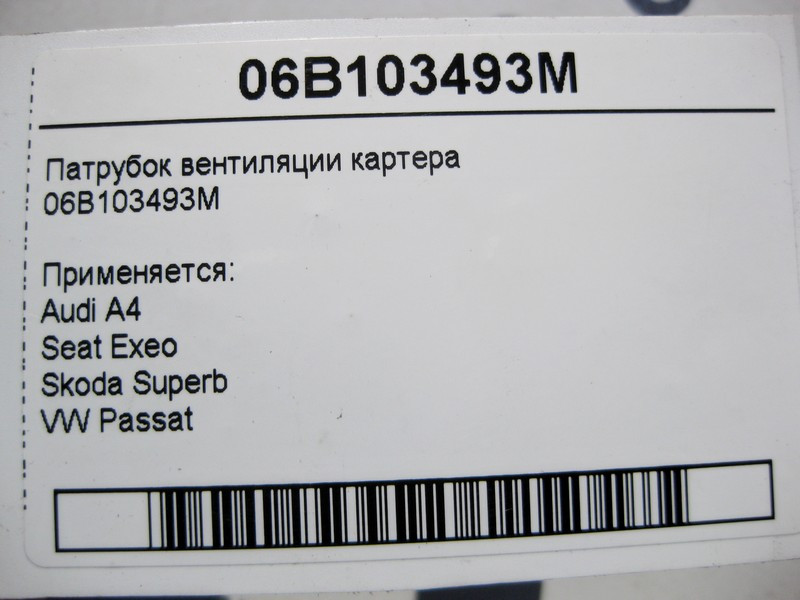 06B103493M
Патрубок вентиляции картера
06B103493M
Применяется:
Audi A4
Seat Exeo
Skoda Superb
VW Passat